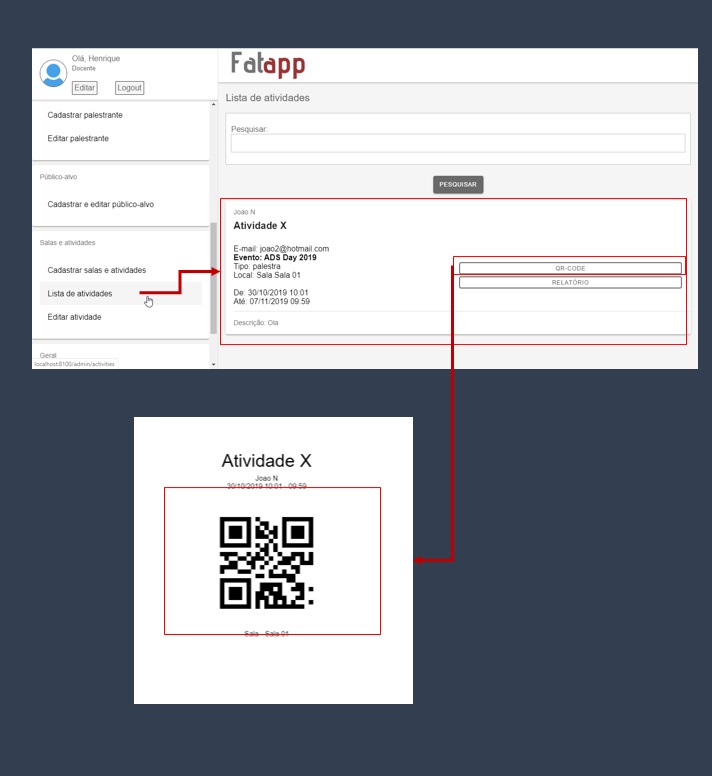 Olá, Henrique
Docente
Editar
Logout
Cadastrar palestrante
Editar palestrante
Público-alvo
Cadastrar e editar público-alvo
Salas e atividades
Cadastrar salas e atividades
Lista de atividades
Editar atividade
Geral
localhost:8100/admin/activities
Fatapp
Lista de atividades
Pesquisar:
PESQUISAR
Joao N
Atividade X
E-mail: joao2@hotmail.com
Evento: ADS Day 2019
Tipo: palestra
Local: Sala Sala 01
De: 30/10/2019 10:01
Até: 07/11/2019 09:59
QR-CODE
RELATÓRIO
Descrição: Ola
Atividade X
Joao N
30/10/2019 10:01 - 09:59
Sala - Sala 01